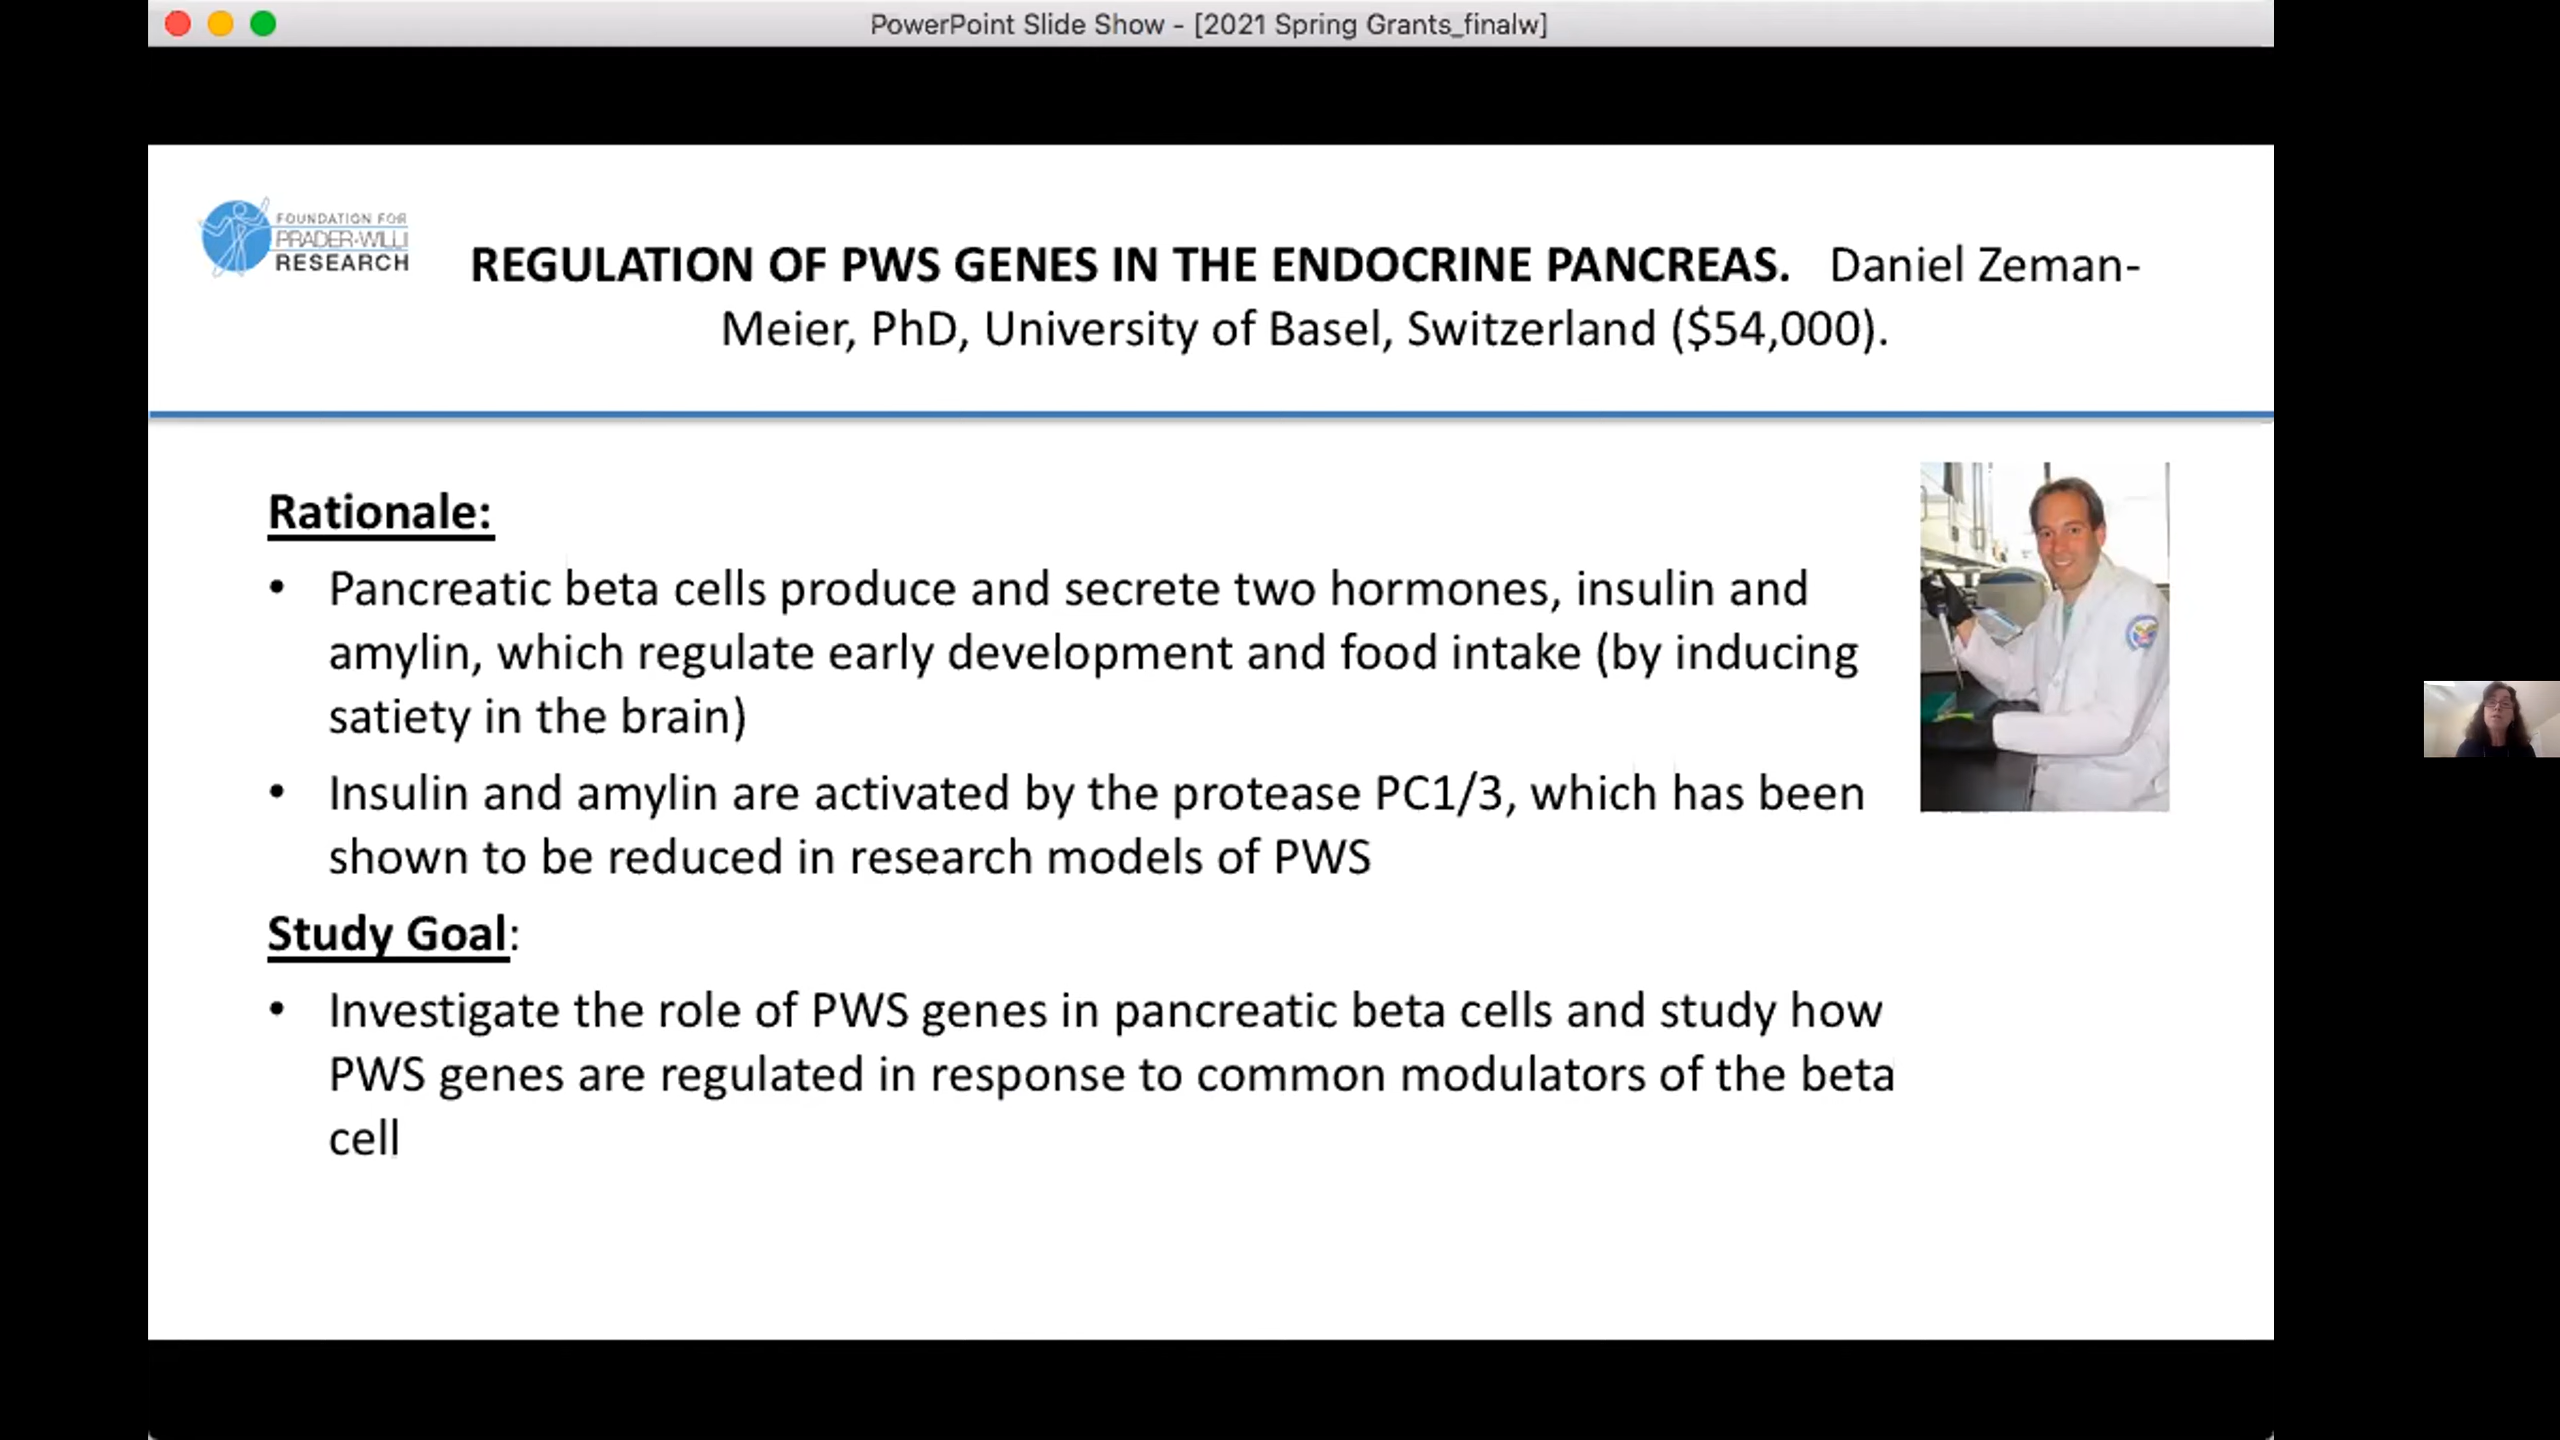 PowerPoint Slide Show - [2021 Spring Grants_finalw]
FOUNDATION FOR
PRADER-WILLI
RESEARCH
REGULATION OF PWS GENES IN THE ENDOCRINE PANCREAS. Daniel Zeman-
Meier, PhD, University of Basel, Switzerland ($54,000).
Rationale:
• Pancreatic beta cells produce and secrete two hormones, insulin and
amylin, which regulate early development and food intake (by inducing
satiety in the brain)
• Insulin and amylin are activated by the protease PC1/3, which has been
shown to be reduced in research models of PWS
Study Goal:
• Investigate the role of PWS genes in pancreatic beta cells and study how
PWS genes are regulated in response to common modulators of the beta
cell